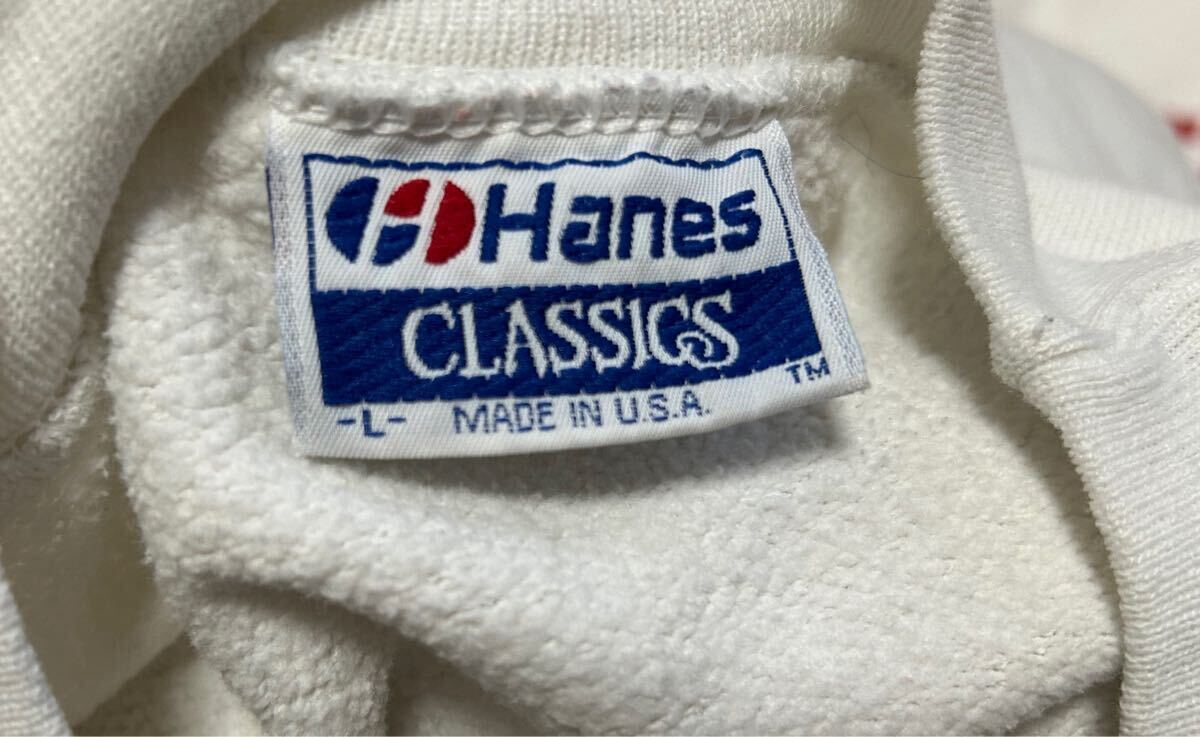 Hanes
CLASSICS
TM
-L- MADE IN U.S.A.